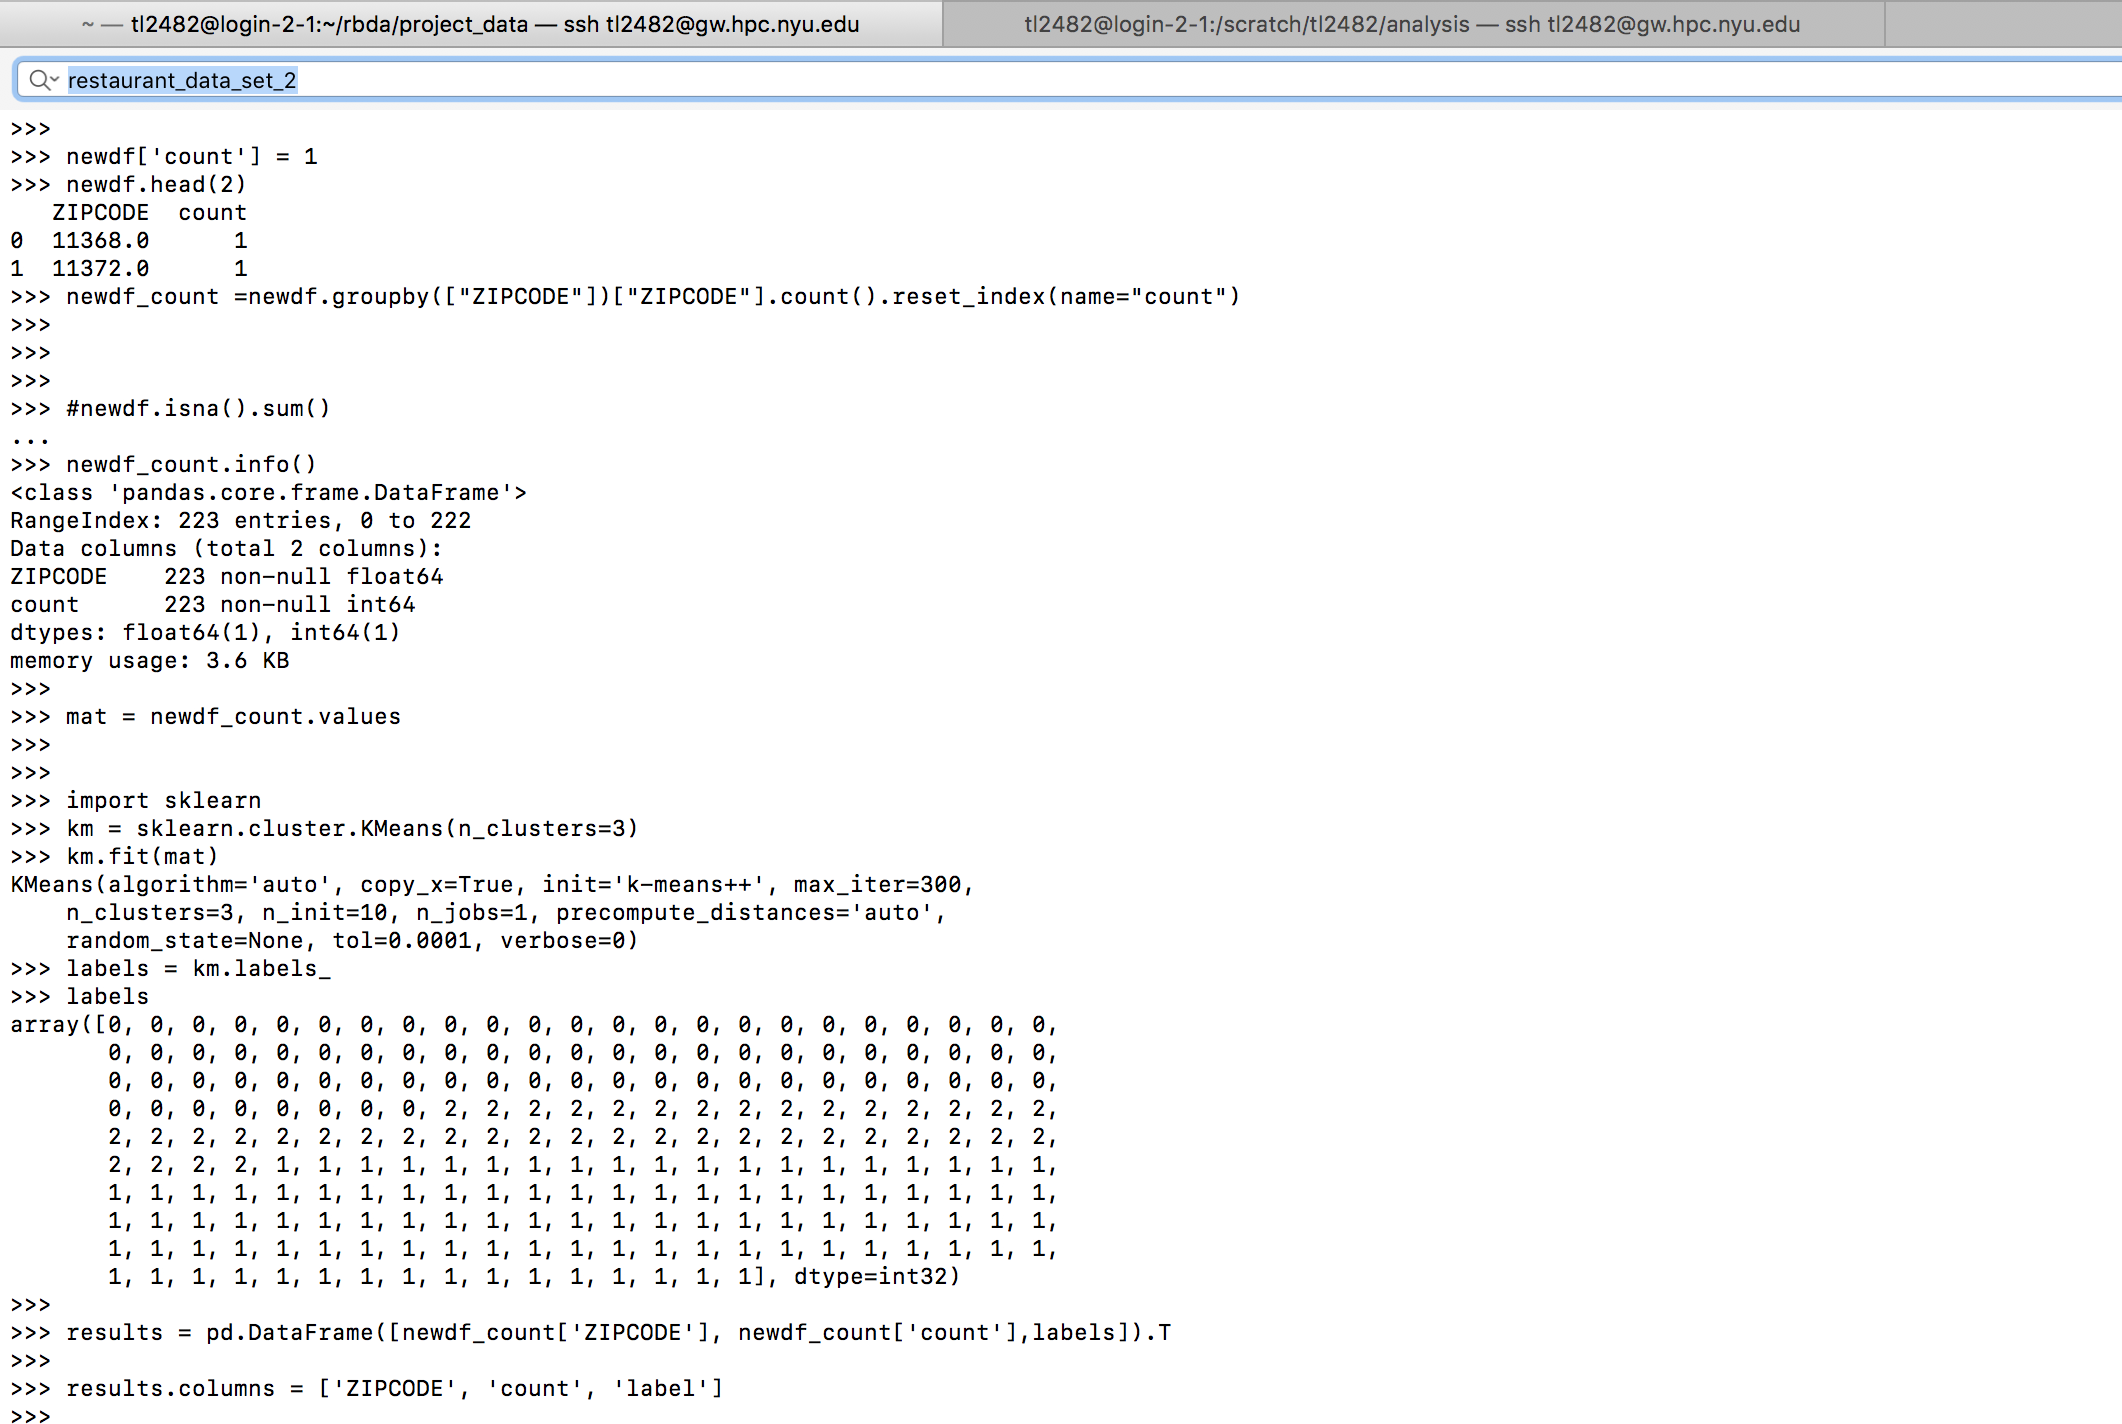 ~ — tl2482@login-2-1:~/rbda/project_data — ssh tl2482@gw.hpc.nyu.edu
tl2482@login-2-1:/scratch/tl2482/analysis — ssh tl2482@gw.hpc.nyu.edu
restaurant_data_set_2
>>>
>>> newdf['count'] = 1
>>> newdf.head(2)
   ZIPCODE  count
0  11368.0      1
1  11372.0      1
>>> newdf_count =newdf.groupby(["ZIPCODE"])["ZIPCODE"].count().reset_index(name="count")
>>>
>>>
>>>
>>> #newdf.isna().sum()
...
>>> newdf_count.info()
<class 'pandas.core.frame.DataFrame'>
RangeIndex: 223 entries, 0 to 222
Data columns (total 2 columns):
ZIPCODE    223 non-null float64
count      223 non-null int64
dtypes: float64(1), int64(1)
memory usage: 3.6 KB
>>>
>>> mat = newdf_count.values
>>>
>>>
>>> import sklearn
>>> km = sklearn.cluster.KMeans(n_clusters=3)
>>> km.fit(mat)
KMeans(algorithm='auto', copy_x=True, init='k-means++', max_iter=300,
    n_clusters=3, n_init=10, n_jobs=1, precompute_distances='auto',
    random_state=None, tol=0.0001, verbose=0)
>>> labels = km.labels_
>>> labels
array([0, 0, 0, 0, 0, 0, 0, 0, 0, 0, 0, 0, 0, 0, 0, 0, 0, 0, 0, 0, 0, 0, 0,
       0, 0, 0, 0, 0, 0, 0, 0, 0, 0, 0, 0, 0, 0, 0, 0, 0, 0, 0, 0, 0, 0, 0,
       0, 0, 0, 0, 0, 0, 0, 0, 0, 0, 0, 0, 0, 0, 0, 0, 0, 0, 0, 0, 0, 0, 0,
       0, 0, 0, 0, 0, 0, 0, 0, 2, 2, 2, 2, 2, 2, 2, 2, 2, 2, 2, 2, 2, 2, 2,
       2, 2, 2, 2, 2, 2, 2, 2, 2, 2, 2, 2, 2, 2, 2, 2, 2, 2, 2, 2, 2, 2, 2,
       2, 2, 2, 2, 1, 1, 1, 1, 1, 1, 1, 1, 1, 1, 1, 1, 1, 1, 1, 1, 1, 1, 1,
       1, 1, 1, 1, 1, 1, 1, 1, 1, 1, 1, 1, 1, 1, 1, 1, 1, 1, 1, 1, 1, 1, 1,
       1, 1, 1, 1, 1, 1, 1, 1, 1, 1, 1, 1, 1, 1, 1, 1, 1, 1, 1, 1, 1, 1, 1,
       1, 1, 1, 1, 1, 1, 1, 1, 1, 1, 1, 1, 1, 1, 1, 1, 1, 1, 1, 1, 1, 1, 1,
       1, 1, 1, 1, 1, 1, 1, 1, 1, 1, 1, 1, 1, 1, 1, 1], dtype=int32)
>>>
>>> results = pd.DataFrame([newdf_count['ZIPCODE'], newdf_count['count'],labels]).T
>>>
>>> results.columns = ['ZIPCODE', 'count', 'label']
>>>